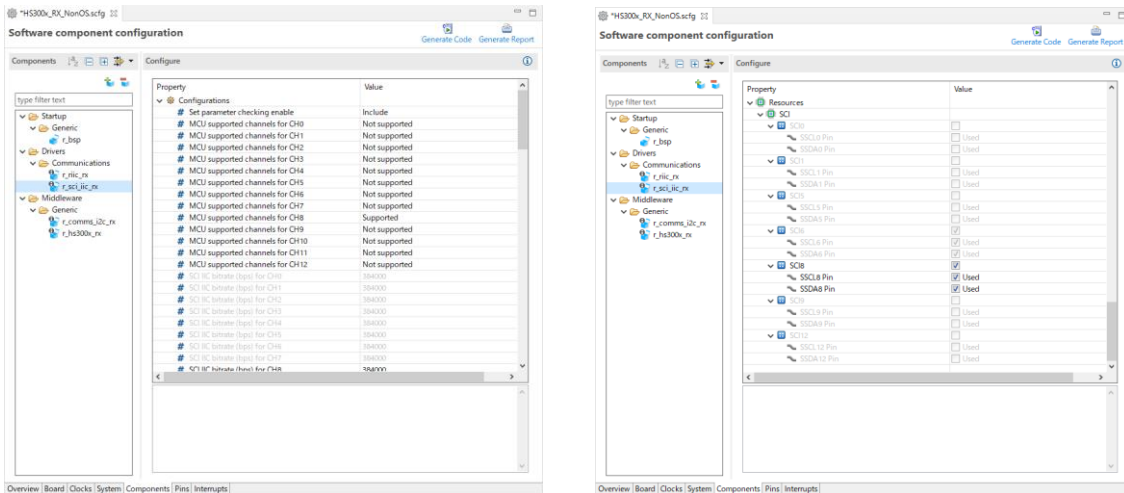 *HS300x_RX_NonOS.scfg
Software component configuration
Generate Code Generate Report
Components
Configure
type filter text
Startup
Generic
r_bsp
Drivers
Communications
r_riic_rx
r_sci_iic_rx
Middleware
Generic
r_comms_i2c_rx
r_hs300x_rx
Property Value
Configurations
# Set parameter checking enable Include
# MCU supported channels for CH0 Not supported
# MCU supported channels for CH1 Not supported
# MCU supported channels for CH2 Not supported
# MCU supported channels for CH3 Not supported
# MCU supported channels for CH4 Not supported
# MCU supported channels for CH5 Not supported
# MCU supported channels for CH6 Not supported
# MCU supported channels for CH7 Not supported
# MCU supported channels for CH8 Supported
# MCU supported channels for CH9 Not supported
# MCU supported channels for CH10 Not supported
# MCU supported channels for CH11 Not supported
# MCU supported channels for CH12 Not supported
# SCI IIC bitrate (bps) for CH0 384000
# SCI IIC bitrate (bps) for CH1 384000
# SCI IIC bitrate (bps) for CH2 384000
# SCI IIC bitrate (bps) for CH3 384000
# SCI IIC bitrate (bps) for CH4 384000
# SCI IIC bitrate (bps) for CH5 384000
# SCI IIC bitrate (bps) for CH6 384000
# SCI IIC bitrate (bps) for CH7 384000
# SCI IIC bitrate (bps) for CH8 384000
Overview Board Clocks System Components Pins Interrupts
*HS300x_RX_NonOS.scfg
Software component configuration
Generate Code Generate Report
Components
Configure
type filter text
Startup
Generic
r_bsp
Drivers
Communications
r_riic_rx
r_sci_iic_rx
Middleware
Generic
r_comms_i2c_rx
r_hs300x_rx
Property Value
Resources
SCI
SCI0
SSCL0 Pin Used
SSDA0 Pin Used
SCI1
SSCL1 Pin Used
SSDA1 Pin Used
SCI5
SSCL5 Pin Used
SSDA5 Pin Used
SCI6
SSCL6 Pin Used
SSDA6 Pin Used
SCI8
SSCL8 Pin Used
SSDA8 Pin Used
SCI9
SSCL9 Pin Used
SSDA9 Pin Used
SCI12
SSCL12 Pin Used
SSDA12 Pin Used
Overview Board Clocks System Components Pins Interrupts